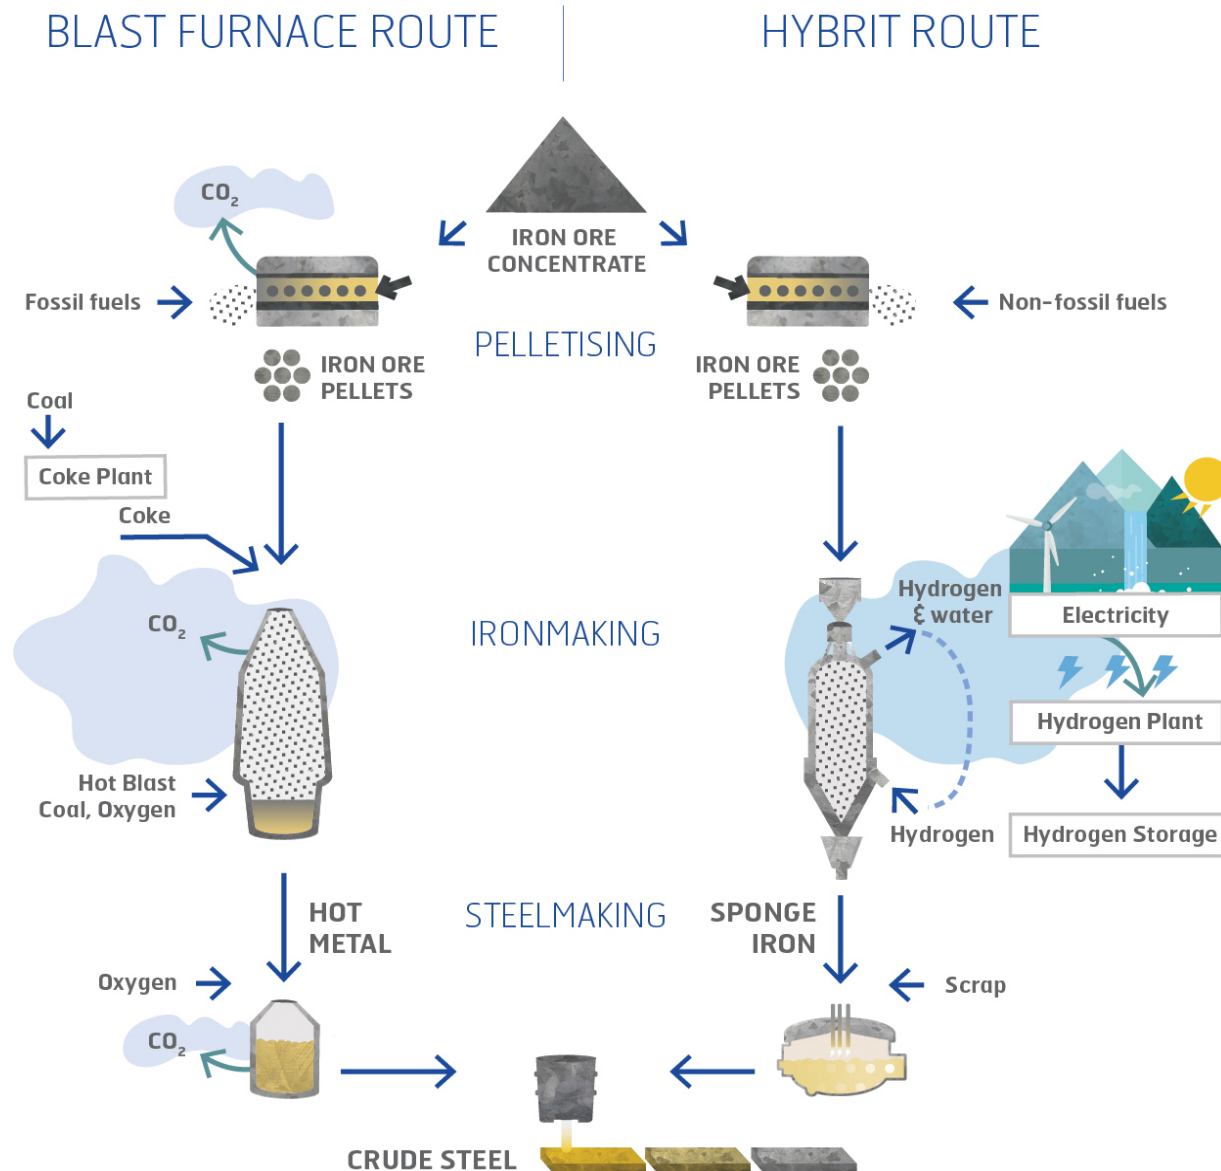 BLAST FURNACE ROUTE
HYBRIT ROUTE
CO₂
IRON ORE
CONCENTRATE
Fossil fuels
Non-fossil fuels
PELLETISING
IRON ORE
PELLETS
IRON ORE
PELLETS
Coal
Coke Plant
Coke
CO₂
IRONMAKING
Hydrogen
& water
Electricity
Hydrogen Plant
Hot Blast
Coal, Oxygen
Hydrogen
Hydrogen Storage
HOT
METAL
STEELMAKING
SPONGE
IRON
Oxygen
Scrap
CO₂
CRUDE STEEL